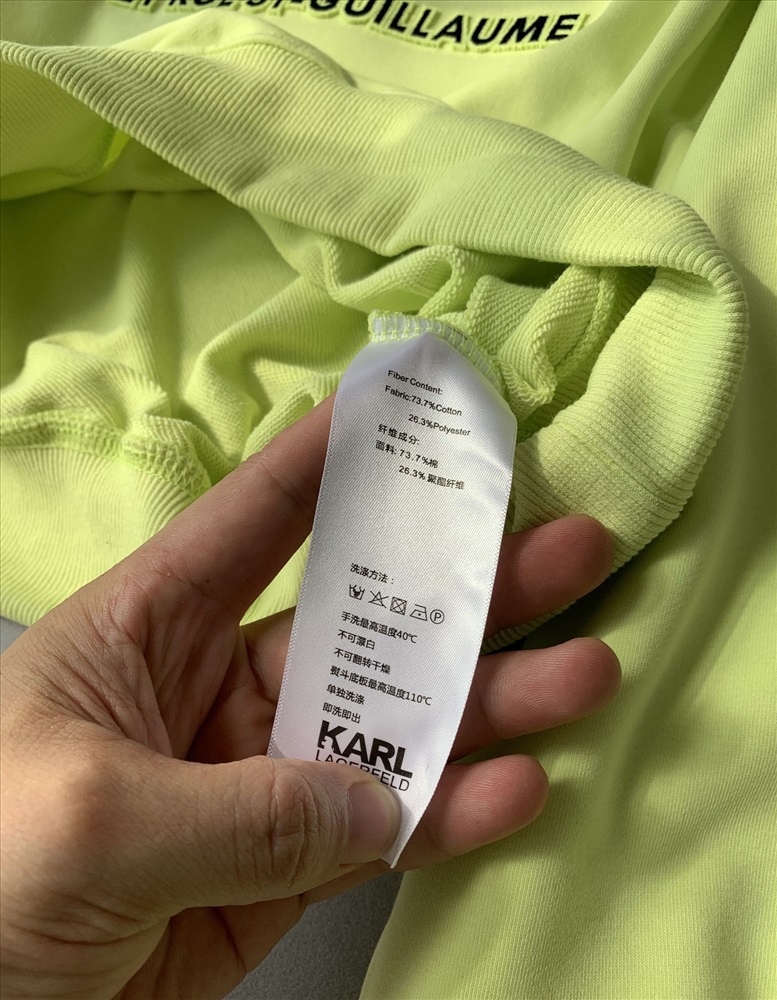 ST-GUILLAUME
Fiber Content:
Fabric:73.7%Cotton
26.3%Polyester
纤维成分:
面料: 73.7%棉
26.3% 聚酯纤维
洗涤方法：
P
手洗最高温度40℃
不可漂白
不可翻转干燥
熨斗底板最高温度110℃
单独洗涤
即洗即出
KARL
LAGERFELD